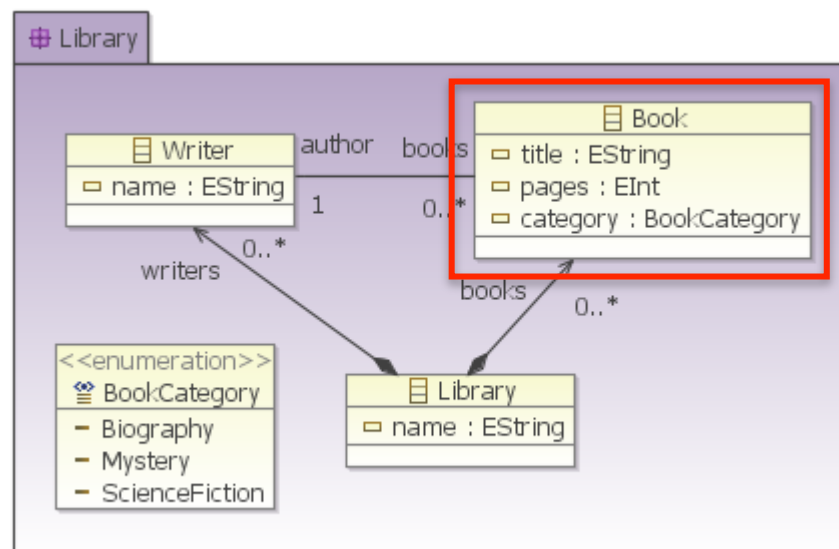 Library
Writer
name : EString
author
1
books
0..*
Book
title : EString
pages : EInt
category : BookCategory
writers
0..*
books
0..*
<<enumeration>>
BookCategory
Biography
Mystery
ScienceFiction
Library
name : EString